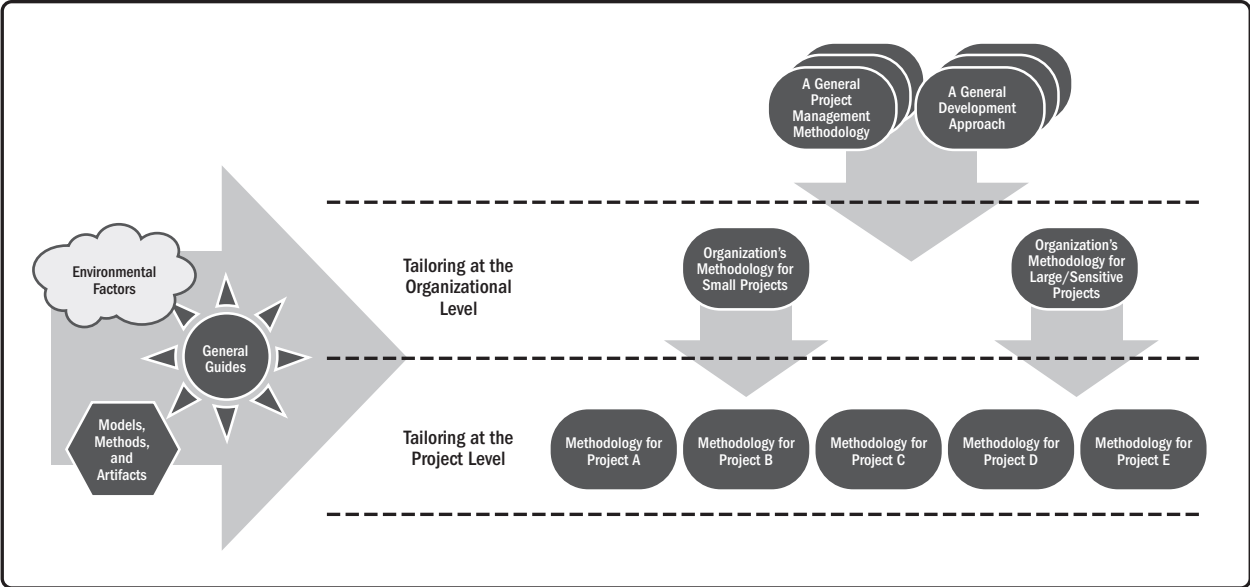 A General
Project
Management
Methodology
A General
Development
Approach
Environmental
Factors
General
Guides
Models,
Methods,
and
Artifacts
Tailoring at the
Organizational
Level
Organization’s
Methodology for
Small Projects
Organization’s
Methodology for
Large/Sensitive
Projects
Tailoring at the
Project Level
Methodology for
Project A
Methodology for
Project B
Methodology for
Project C
Methodology for
Project D
Methodology for
Project E